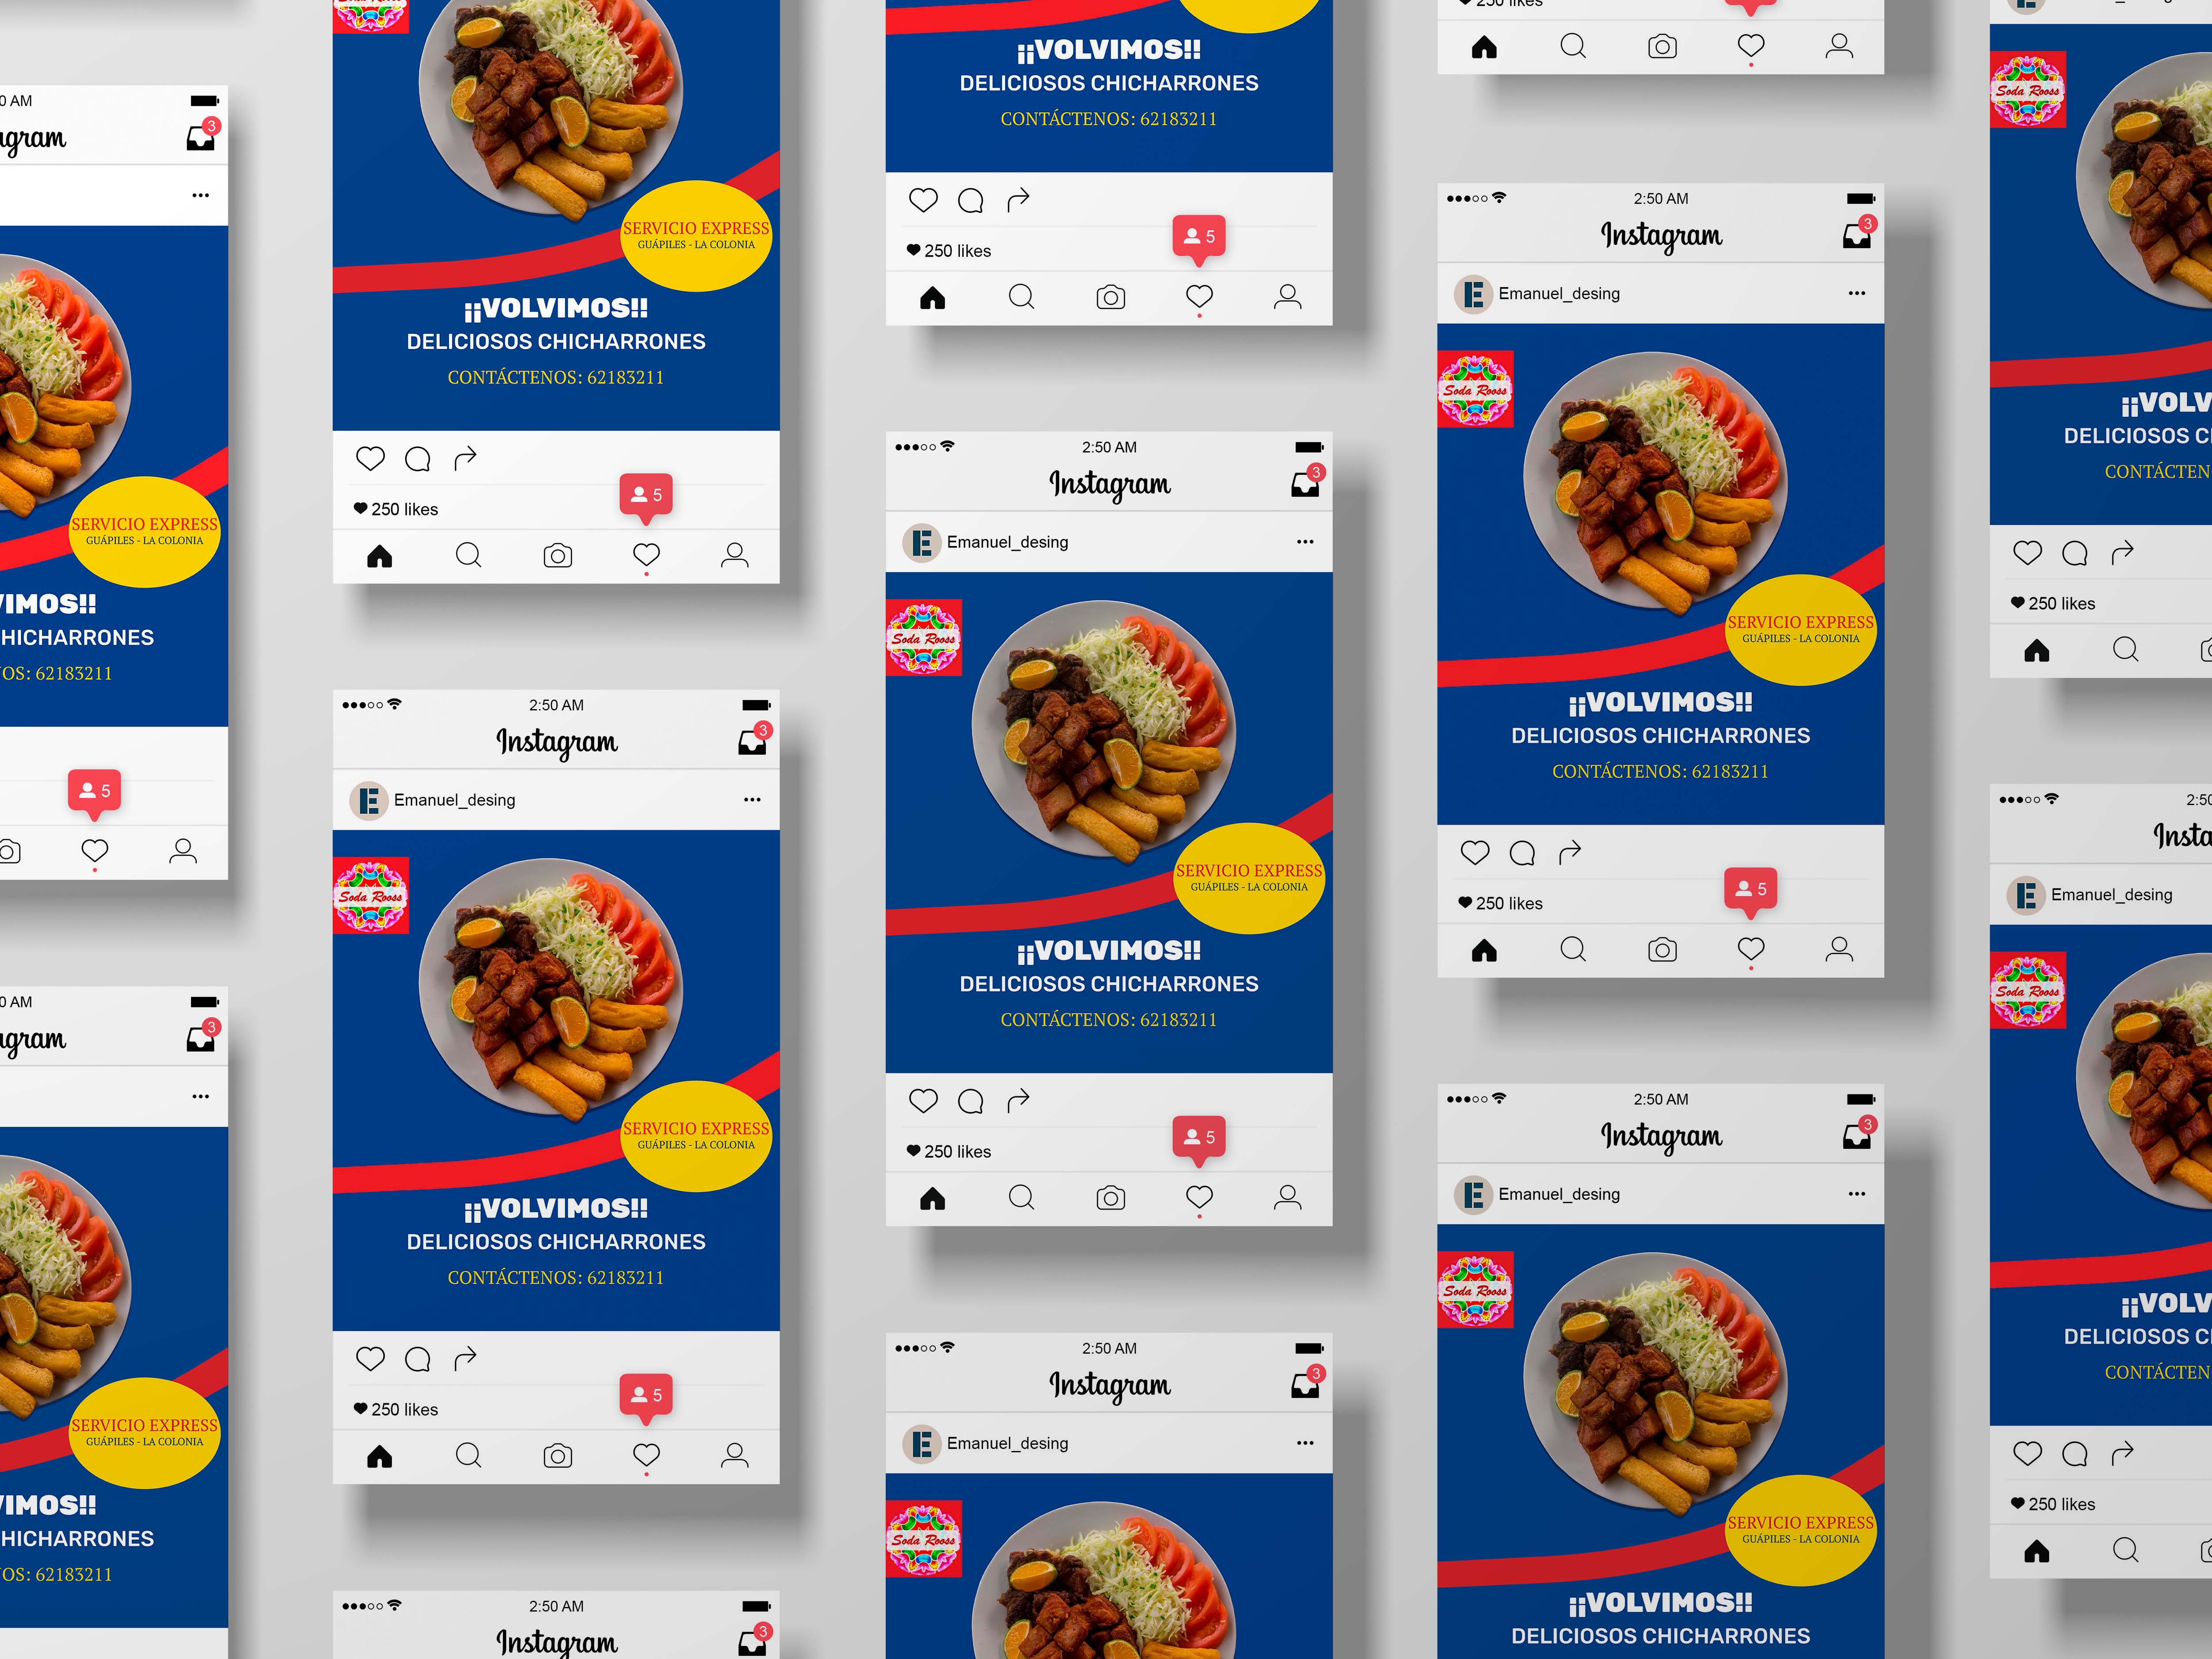 0 AM
agram
3
SERVICIO EXPRESS
GUÁPILES - LA COLONIA
VIMOS!!
HICHARRONES
OS: 62183211
5
0 AM
agram
3
SERVICIO EXPRESS
GUÁPILES - LA COLONIA
VIMOS!!
HICHARRONES
OS: 62183211
SERVICIO EXPRESS
GUÁPILES - LA COLONIA
¡¡VOLVIMOS!!
DELICIOSOS CHICHARRONES
CONTÁCTENOS: 62183211
250 likes
5
2:50 AM
Instagram
3
Emanuel_desing
Soda Rooss
SERVICIO EXPRESS
GUÁPILES - LA COLONIA
¡¡VOLVIMOS!!
DELICIOSOS CHICHARRONES
CONTÁCTENOS: 62183211
250 likes
5
2:50 AM
Instagram
3
¡¡VOLVIMOS!!
DELICIOSOS CHICHARRONES
CONTÁCTENOS: 62183211
5
250 likes
2:50 AM
Instagram
3
Emanuel_desing
Soda Rooss
SERVICIO EXPRESS
GUÁPILES - LA COLONIA
¡¡VOLVIMOS!!
DELICIOSOS CHICHARRONES
CONTÁCTENOS: 62183211
5
250 likes
2:50 AM
Instagram
3
Emanuel_desing
Soda Rooss
250 likes
2:50 AM
Instagram
3
Emanuel_desing
Soda Rooss
SERVICIO EXPRESS
GUÁPILES - LA COLONIA
¡¡VOLVIMOS!!
DELICIOSOS CHICHARRONES
CONTÁCTENOS: 62183211
5
250 likes
2:50 AM
Instagram
3
Emanuel_desing
Soda Rooss
SERVICIO EXPRESS
GUÁPILES - LA COLONIA
¡¡VOLVIMOS!!
DELICIOSOS CHICHARRONES
Soda Rooss
¡¡VOLV
DELICIOSOS C
CONTÁCTEN
250 likes
2:50
Insta
Emanuel_desing
Soda Rooss
¡¡VOLV
DELICIOSOS C
CONTÁCTEN
250 likes